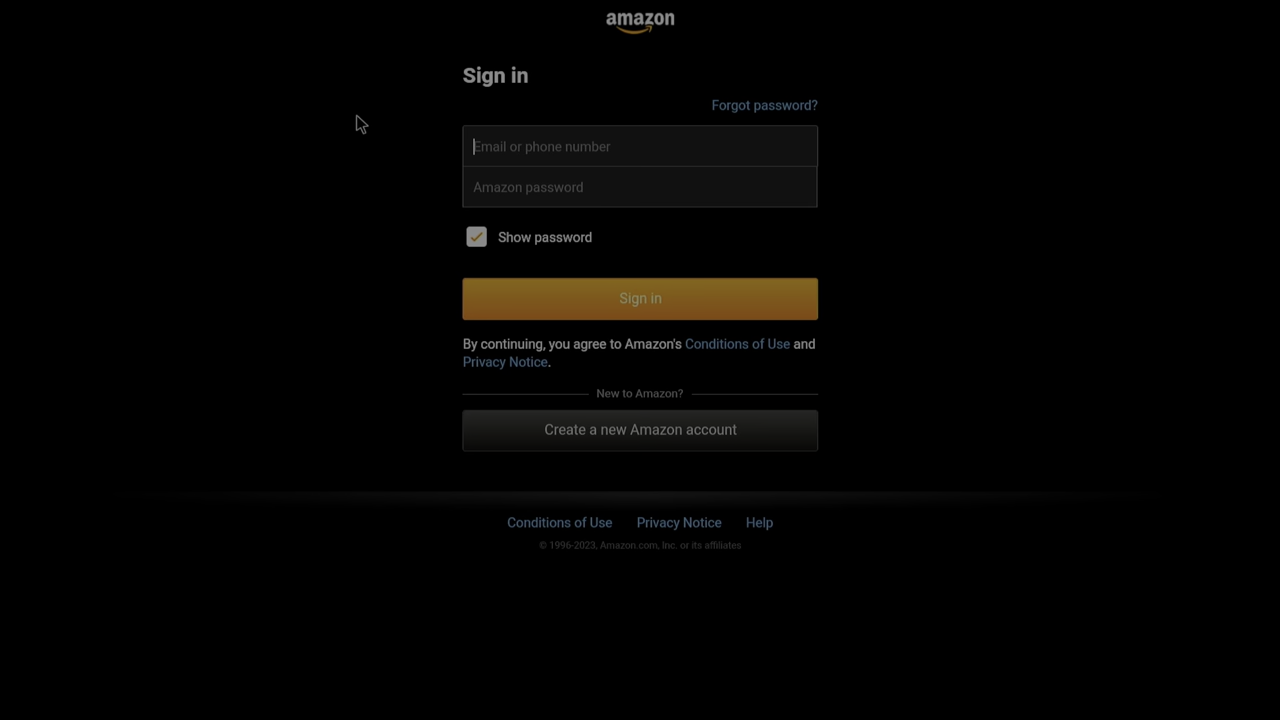 amazon
Sign in
Forgot password?
Email or phone number
Amazon password
Show password
Sign in
By continuing, you agree to Amazon's Conditions of Use and
Privacy Notice.
New to Amazon?
Create a new Amazon account
Conditions of Use Privacy Notice Help
© 1996-2023, Amazon.com, Inc. or its affiliates